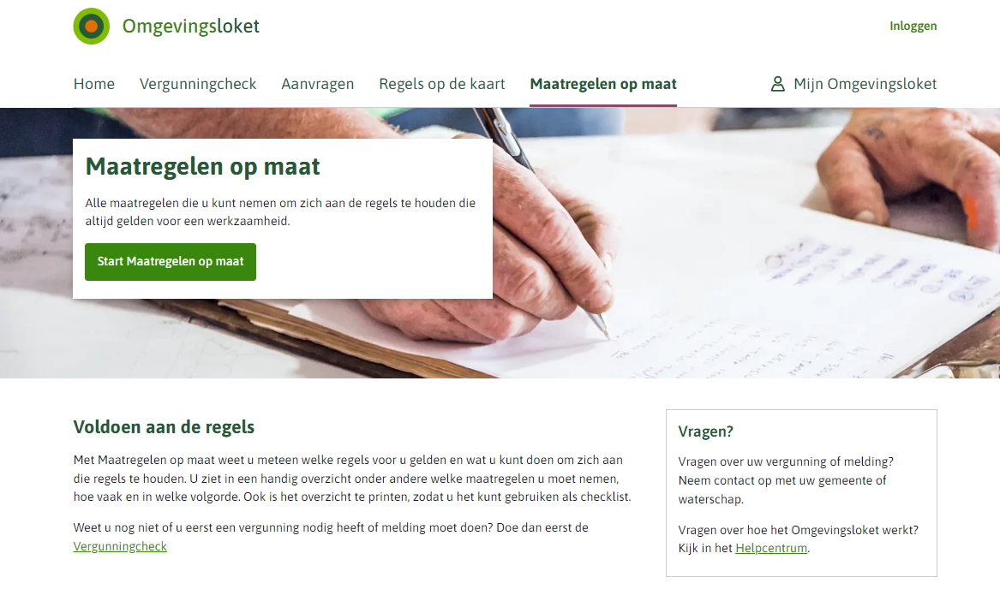 Omgevingsloket
Inloggen
Home
Vergunningcheck
Aanvragen
Regels op de kaart
Maatregelen op maat
Mijn Omgevingsloket
Maatregelen op maat
Alle maatregelen die u kunt nemen om zich aan de regels te houden die
altijd gelden voor een werkzaamheid.
Start Maatregelen op maat
Voldoen aan de regels
Met Maatregelen op maat weet u meteen welke regels voor u gelden en wat u kunt doen om zich aan
die regels te houden. U ziet in een handig overzicht onder andere welke maatregelen u moet nemen,
hoe vaak en in welke volgorde. Ook is het overzicht te printen, zodat u het kunt gebruiken als checklist.
Weet u nog niet of u eerst een vergunning nodig heeft of melding moet doen? Doe dan eerst de
Vergunningcheck
Vragen?
Vragen over uw vergunning of melding?
Neem contact op met uw gemeente of
waterschap.
Vragen over hoe het Omgevingsloket werkt?
Kijk in het Helpcentrum.